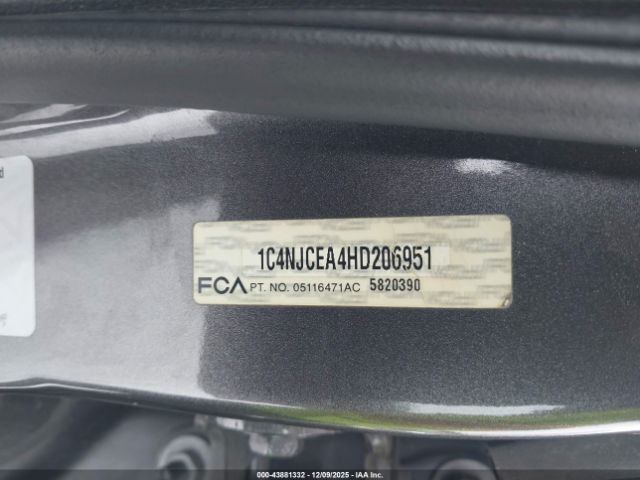 1C4NJCEA4HD206951
FCA PT. NO. 05116471AC 5820390
000-43881332 | 12/09/2025 | IAA Inc.